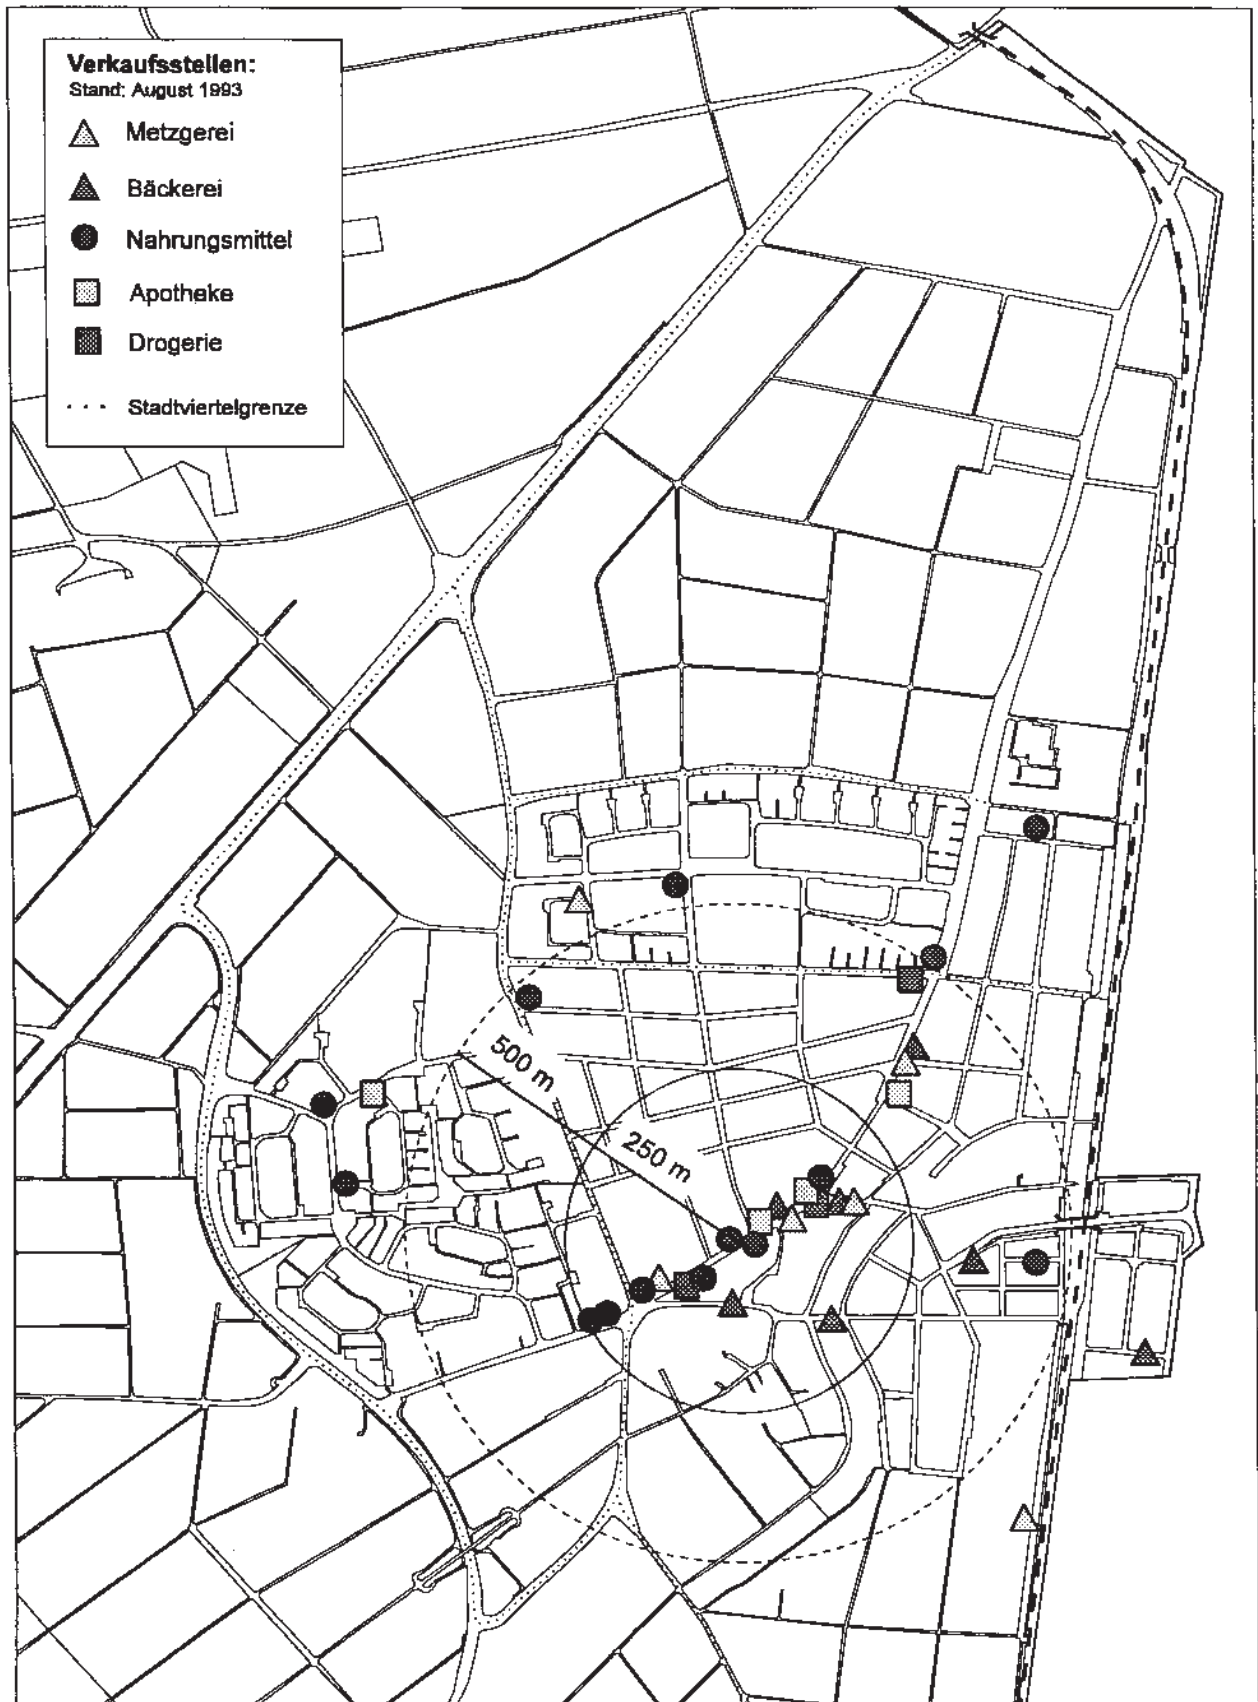 Verkaufsstellen:
Stand: August 1993
Metzgerei
Bäckerei
Nahrungsmittel
Apotheke
Drogerie
Stadtviertelgrenze
500 m
250 m